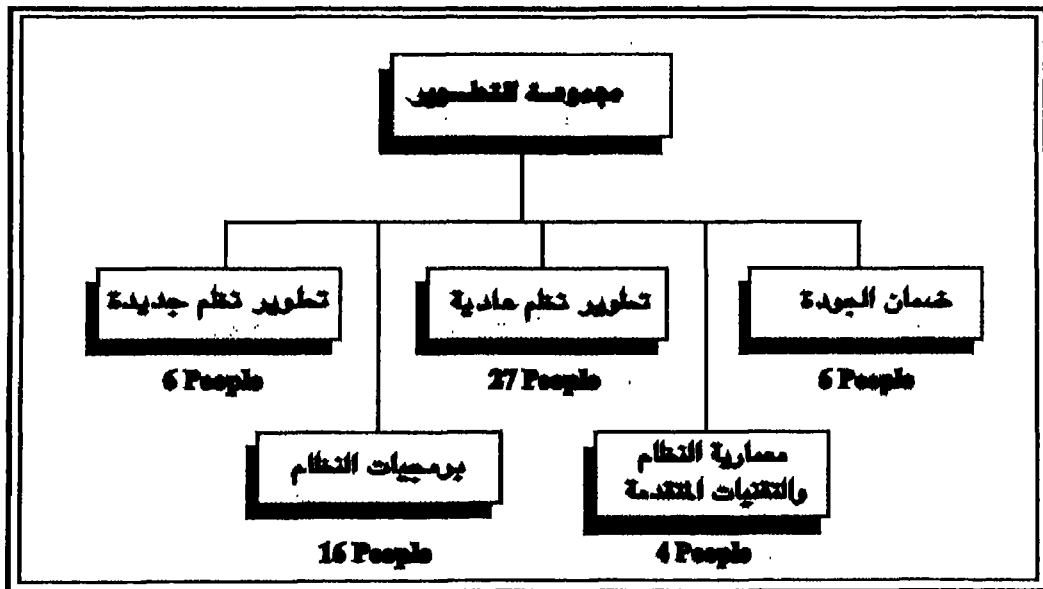 مجموعة التطوير
ضمان الجودة
6 People
تطوير نظم عادية
27 People
تطوير نظم جديدة
6 People
معمارية النظام
والتقنيات المتقدمة
4 People
برمجيات النظام
16 People